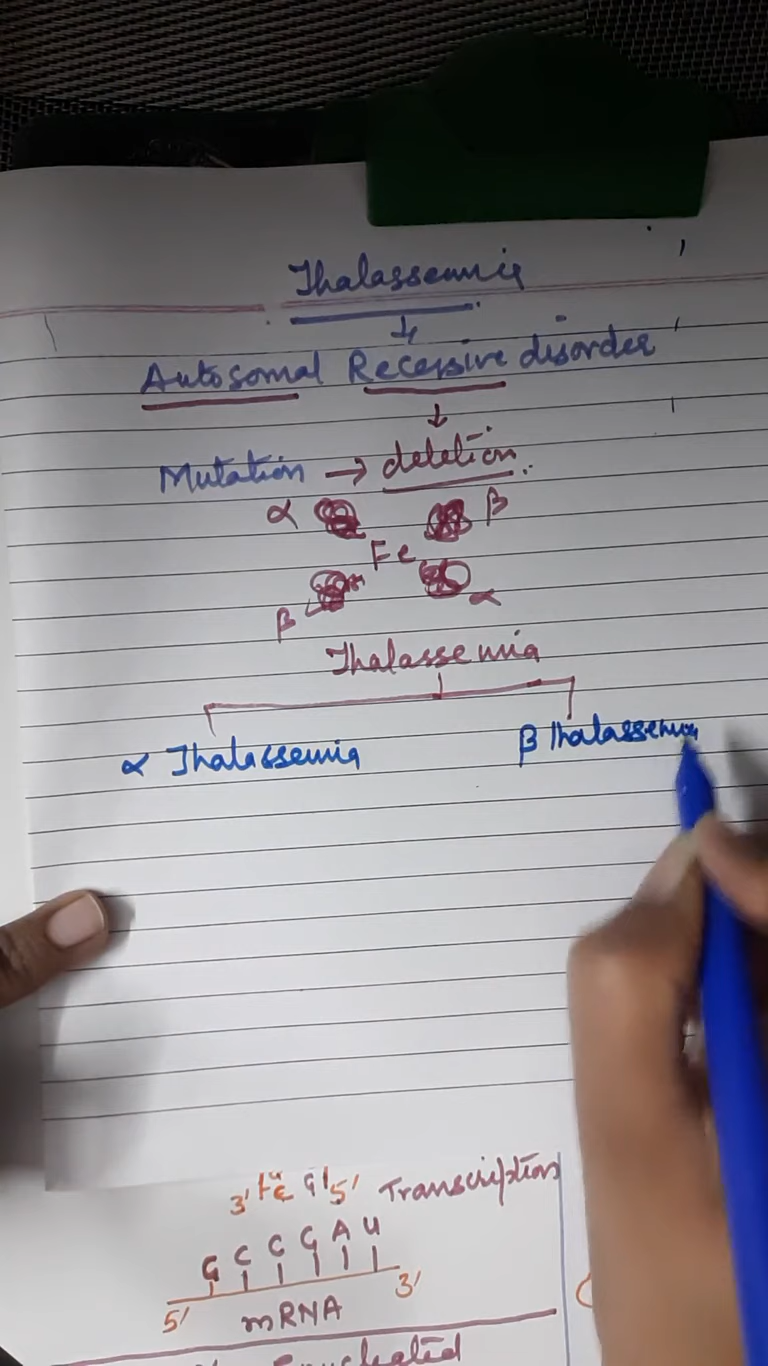 Thalassemia
↓
Autosomal Recessive disorder
↓
Mutation → deletion
α β
Fe
β α
Thalassemia
α Thalassemia β Thalassemia
3' 5' Transcription
G C C G A U
5' mRNA 3'